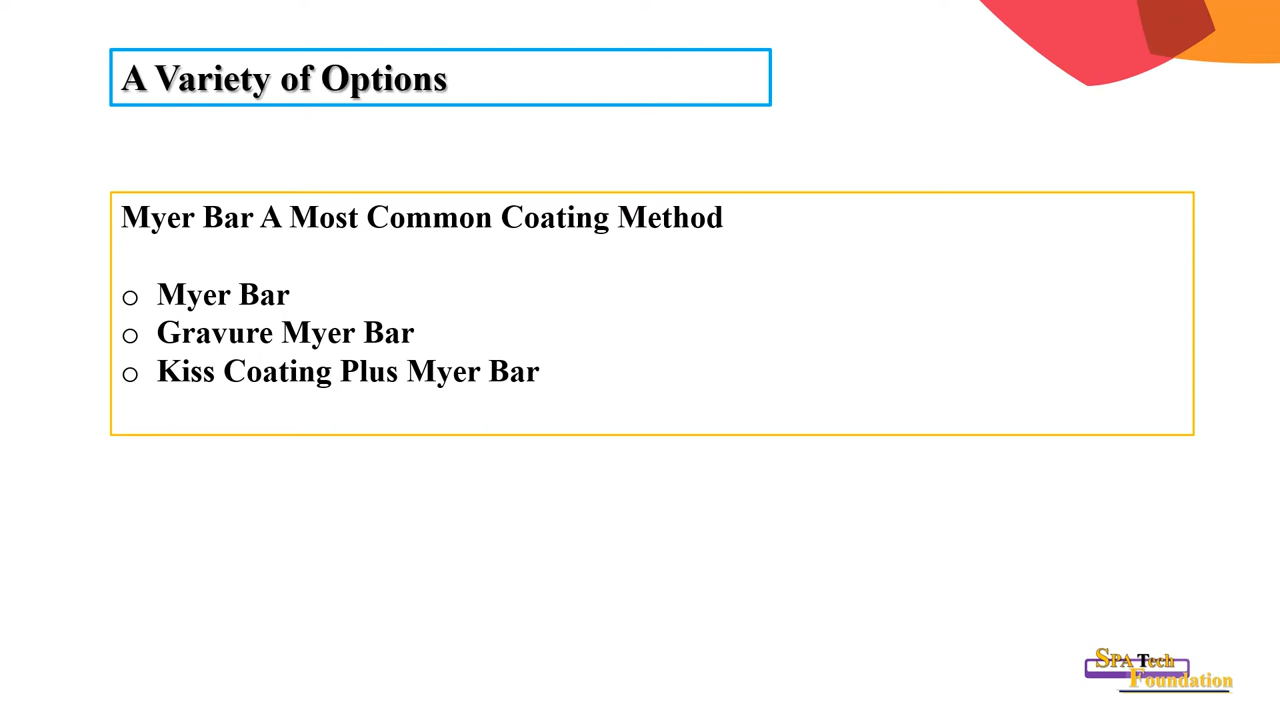 A Variety of Options
Myer Bar A Most Common Coating Method
o Myer Bar
o Gravure Myer Bar
o Kiss Coating Plus Myer Bar
SPA Tech
Foundation